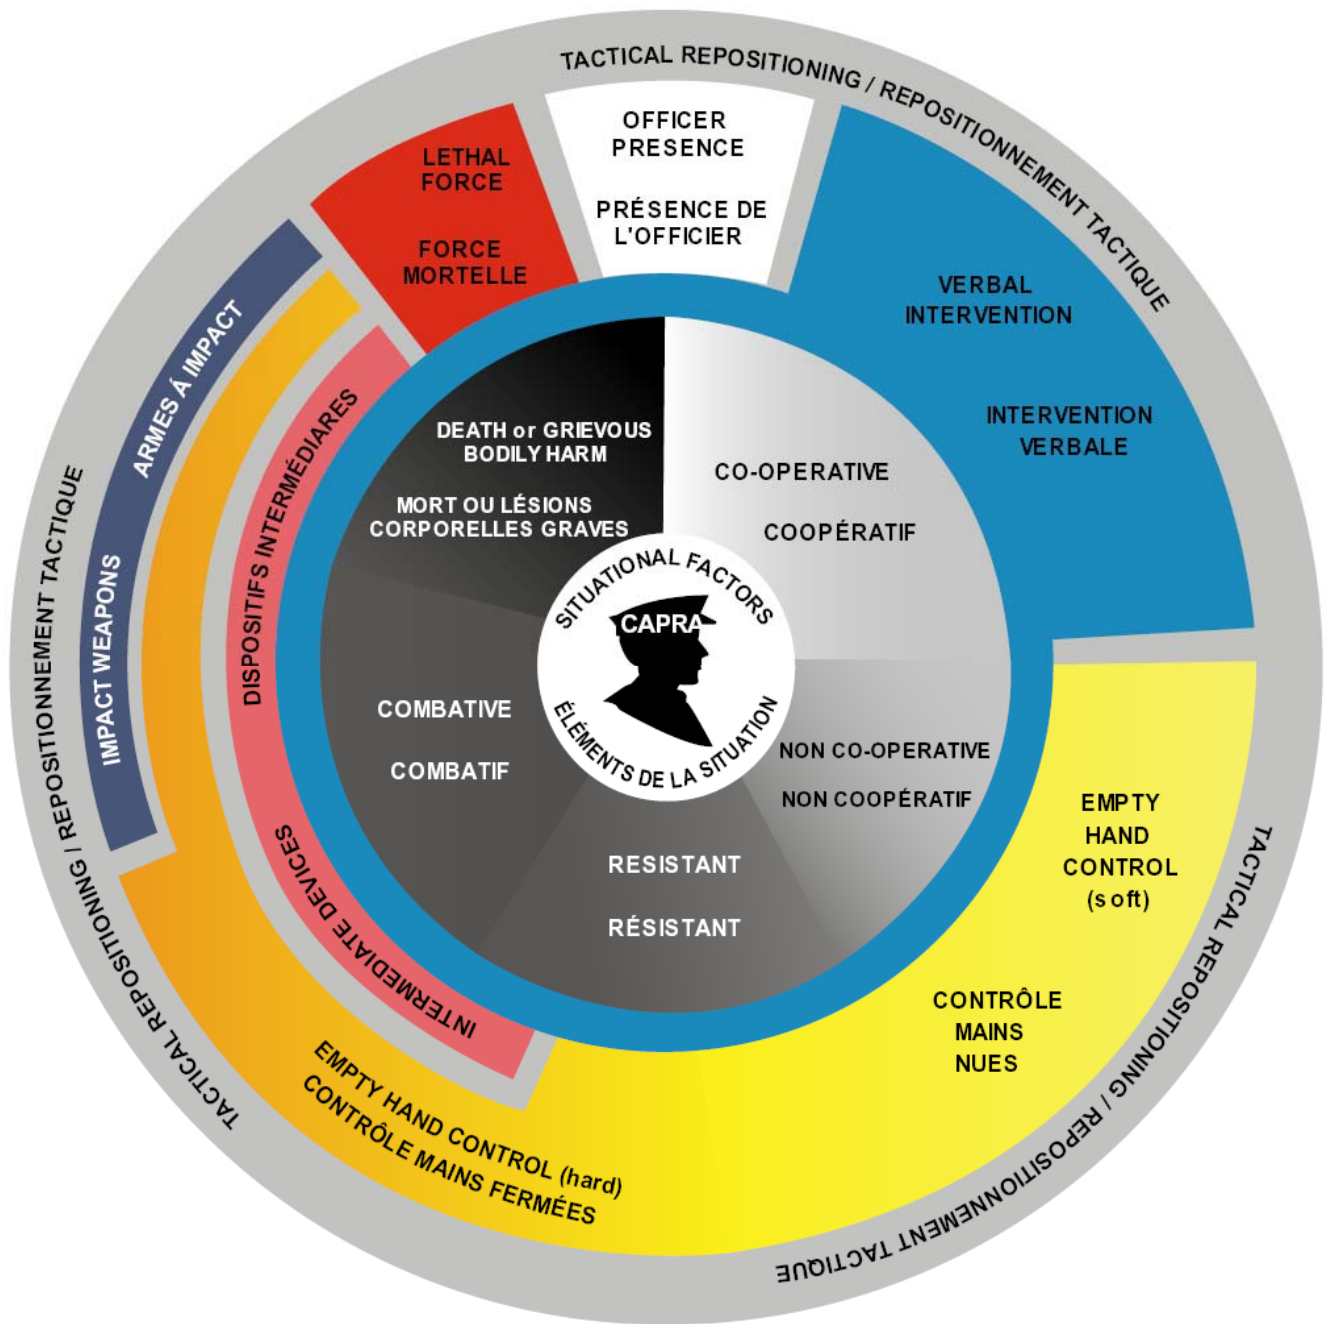 TACTICAL REPOSITIONING / REPOSITIONNEMENT TACTIQUE
OFFICER
PRESENCE
PRÉSENCE DE
L'OFFICIER
LETHAL
FORCE
FORCE
MORTELLE
VERBAL
INTERVENTION
INTERVENTION
VERBALE
ARMES Á IMPACT
IMPACT WEAPONS
DISPOSITIFS INTERMÉDIARES
INTERMEDIATE DEVICES
DEATH or GRIEVOUS
BODILY HARM
MORT OU LÉSIONS
CORPORELLES GRAVES
CO-OPERATIVE
COOPÉRATIF
SITUATIONAL FACTORS
CAPRA
ÉLÉMENTS DE LA SITUATION
COMBATIVE
COMBATIF
NON CO-OPERATIVE
NON COOPÉRATIF
RESISTANT
RÉSISTANT
EMPTY
HAND
CONTROL
(soft)
CONTRÔLE
MAINS
NUES
EMPTY HAND CONTROL (hard)
CONTRÔLE MAINS FERMÉES
TACTICAL REPOSITIONING / REPOSITIONNEMENT TACTIQUE
TACTICAL REPOSITIONING / REPOSITIONNEMENT TACTIQUE